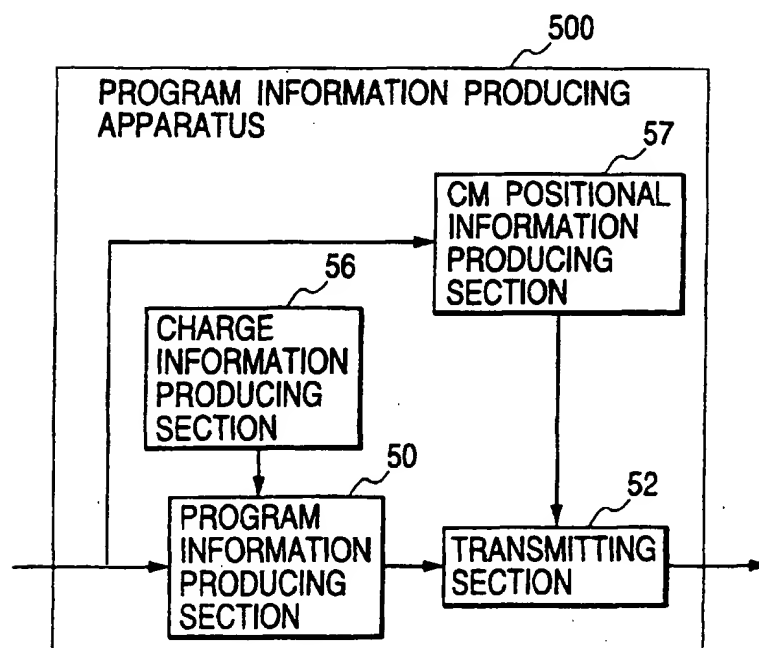 500
PROGRAM INFORMATION PRODUCING
APPARATUS
57
CM POSITIONAL
INFORMATION
PRODUCING
SECTION
56
CHARGE
INFORMATION
PRODUCING
SECTION
50
PROGRAM
INFORMATION
PRODUCING
SECTION
52
TRANSMITTING
SECTION